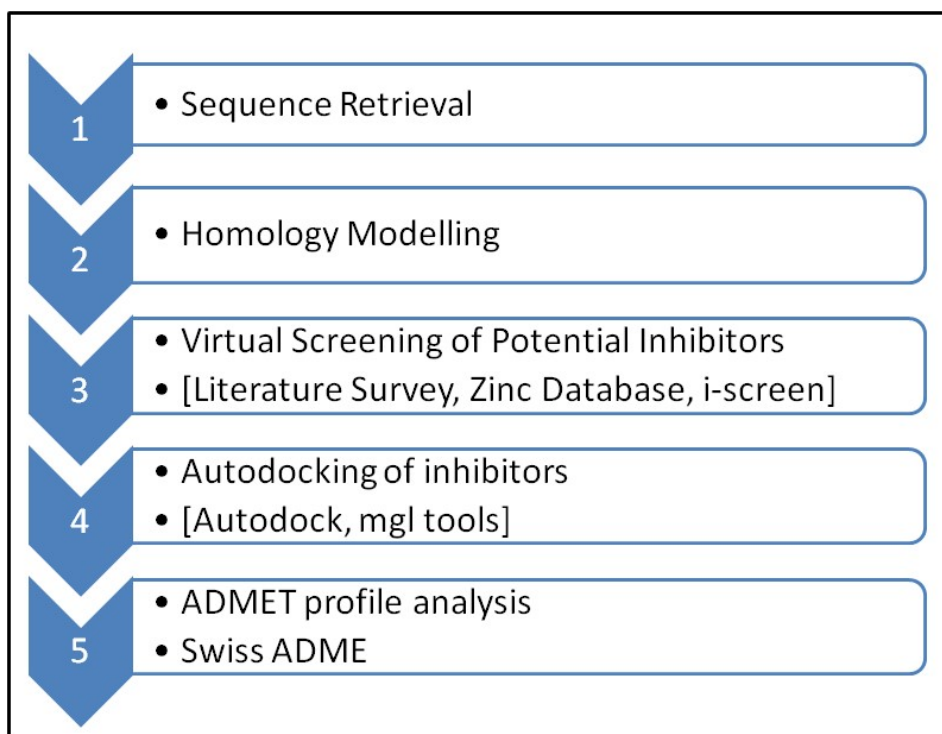 1
• Sequence Retrieval
2
• Homology Modelling
3
• Virtual Screening of Potential Inhibitors
• [Literature Survey, Zinc Database, i-screen]
4
• Autodocking of inhibitors
• [Autodock, mgl tools]
5
• ADMET profile analysis
• Swiss ADME